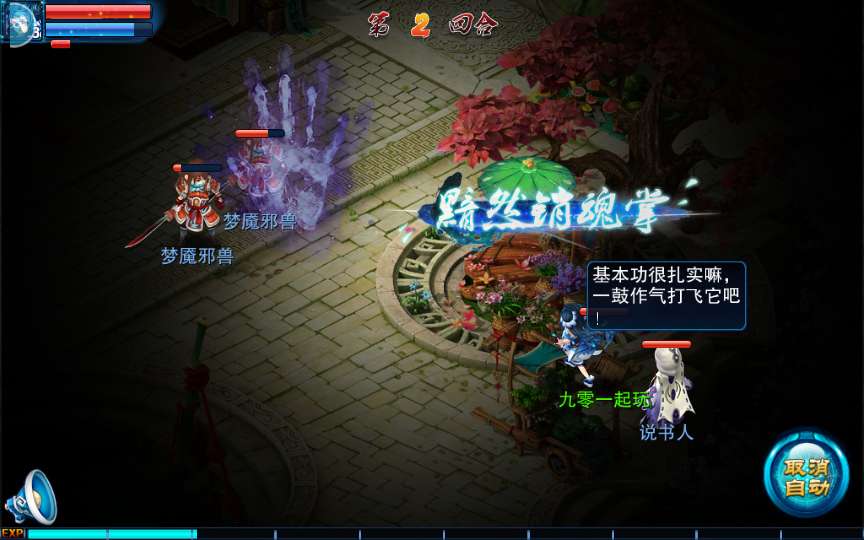 第2回合
梦魇邪兽
梦魇邪兽
黯然销魂掌
基本功很扎实嘛，
一鼓作气打飞它吧
！
九零一起玩
说书人
取消
自动
EXP